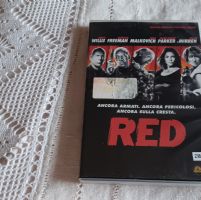 WILLIS FREEMAN MALKOVICH PARKER MIRREN
ANCORA ARMATI. ANCORA PERICOLOSI.
ANCORA SULLA CRESTA.
RED